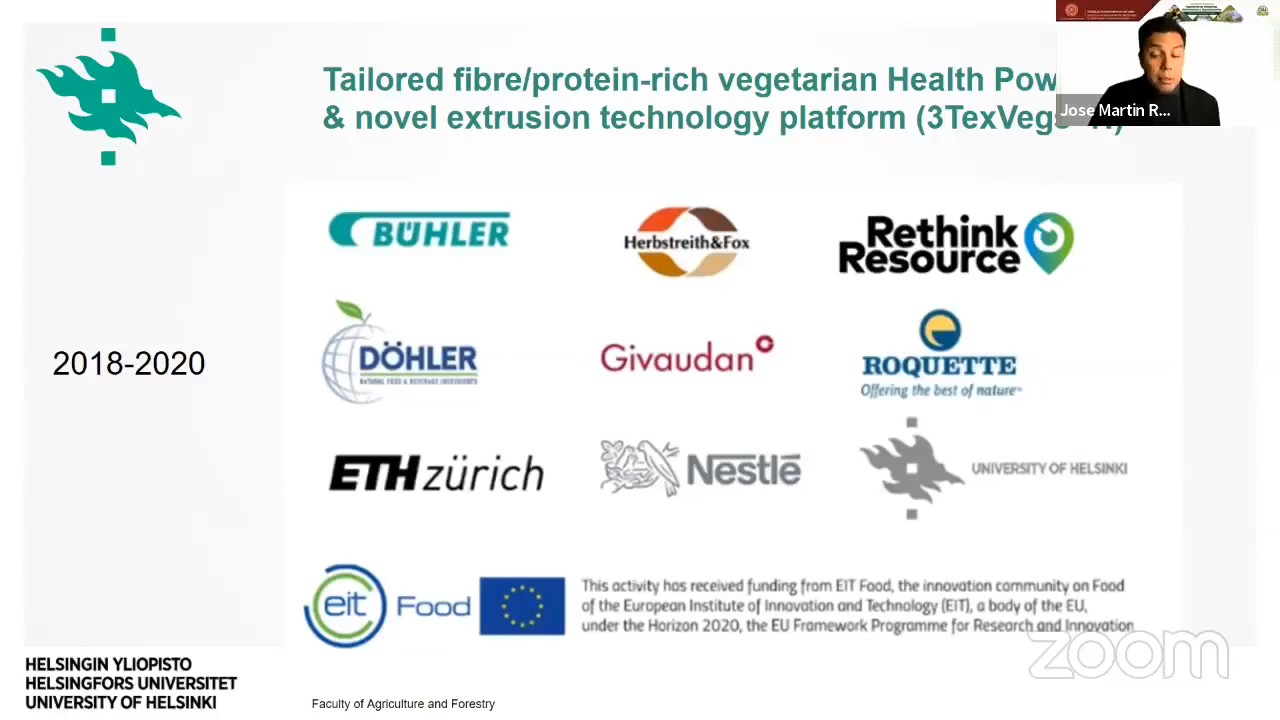 Tailored fibre/protein-rich vegetarian Health Pow
& novel extrusion technology platform (3TexVegs
Jose Martin R...
BÜHLER
Herbstreith&Fox
Rethink
Resource
2018-2020
DÖHLER
NATURAL FOOD & BEVERAGE INGREDIENTS
Givaudan
ROQUETTE
Offering the best of nature™
ETH zürich
Nestlé
UNIVERSITY OF HELSINKI
eit Food
This activity has received funding from EIT Food, the innovation community on Food
of the European Institute of Innovation and Technology (EIT), a body of the EU,
under the Horizon 2020, the EU Framework Programme for Research and Innovation
zoom
HELSINGIN YLIOPISTO
HELSINGFORS UNIVERSITET
UNIVERSITY OF HELSINKI
Faculty of Agriculture and Forestry